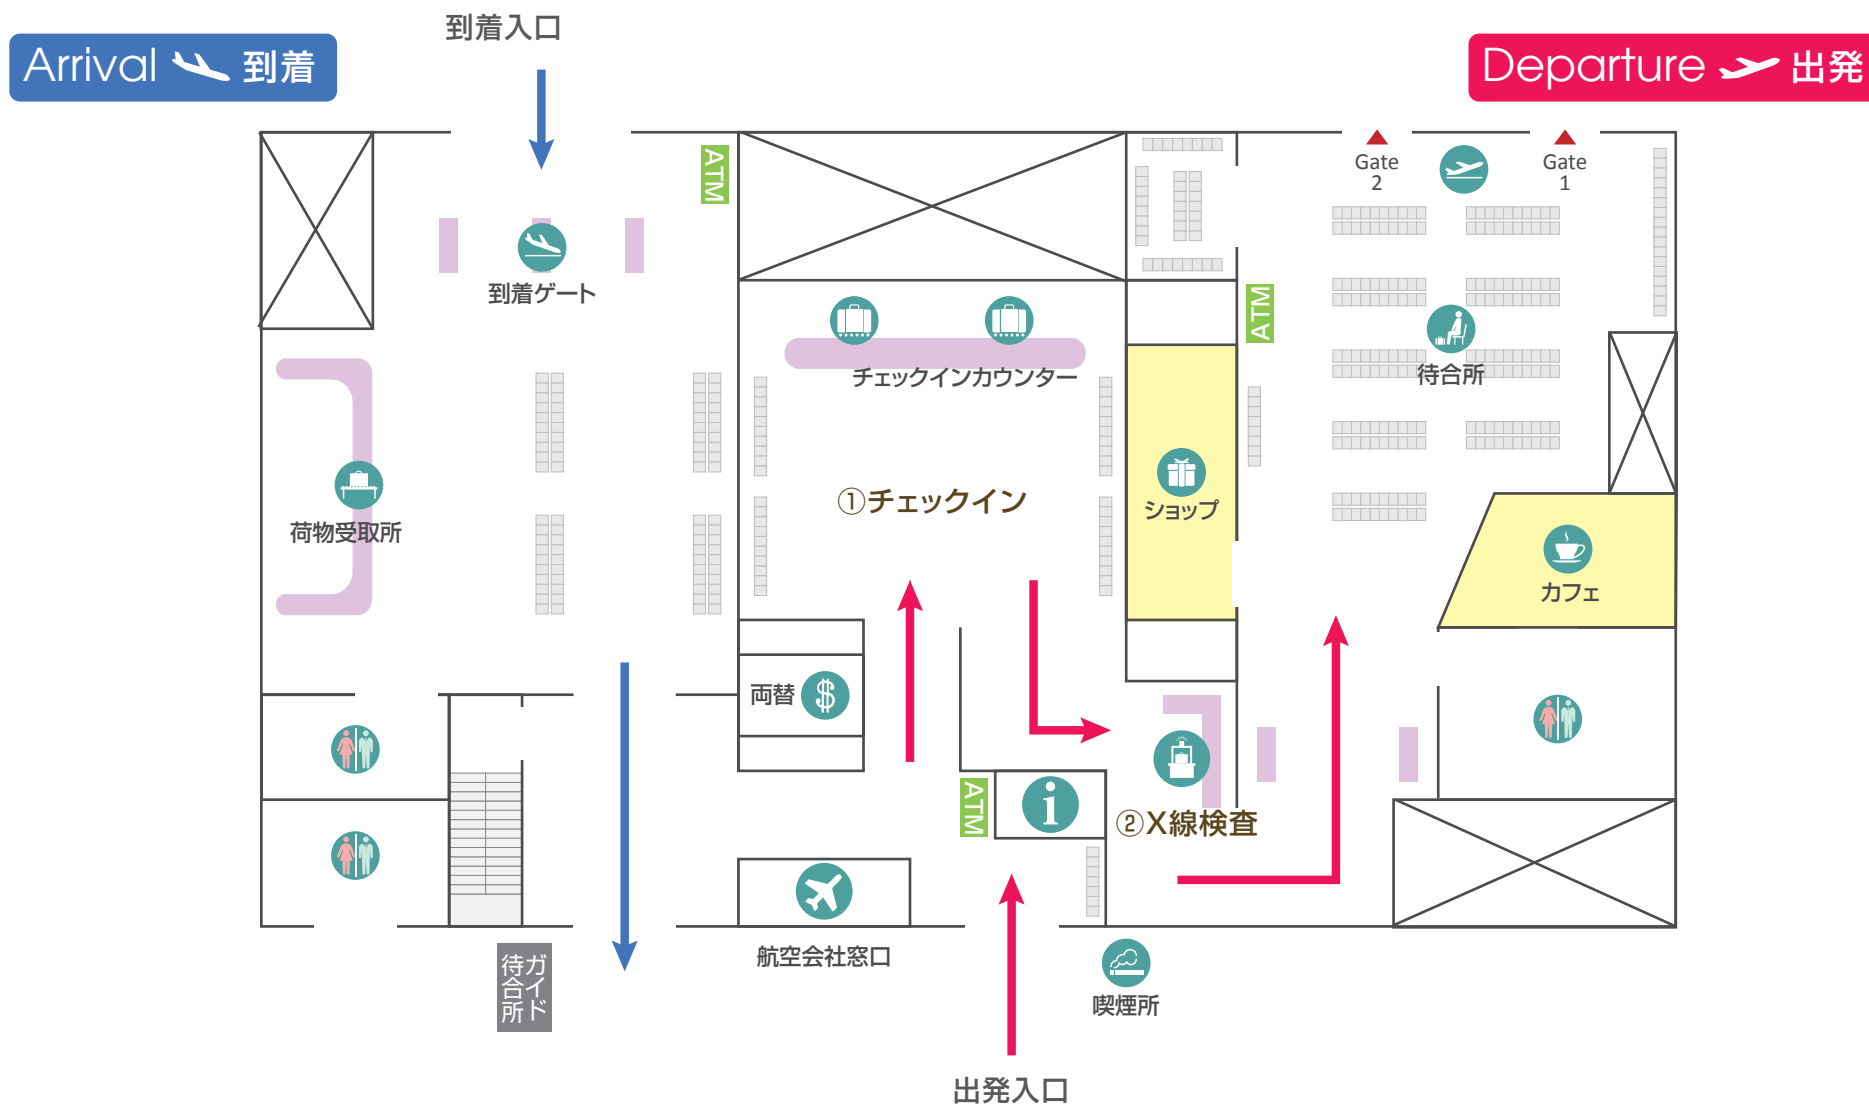 到着入口
Arrival 到着
Departure 出発
ATM
Gate
2
Gate
1
到着ゲート
ATM
チェックインカウンター
待合所
①チェックイン
ショップ
荷物受取所
カフェ
両替
$
ATM
i
②X線検査
航空会社窓口
ガイド
待合所
喫煙所
出発入口